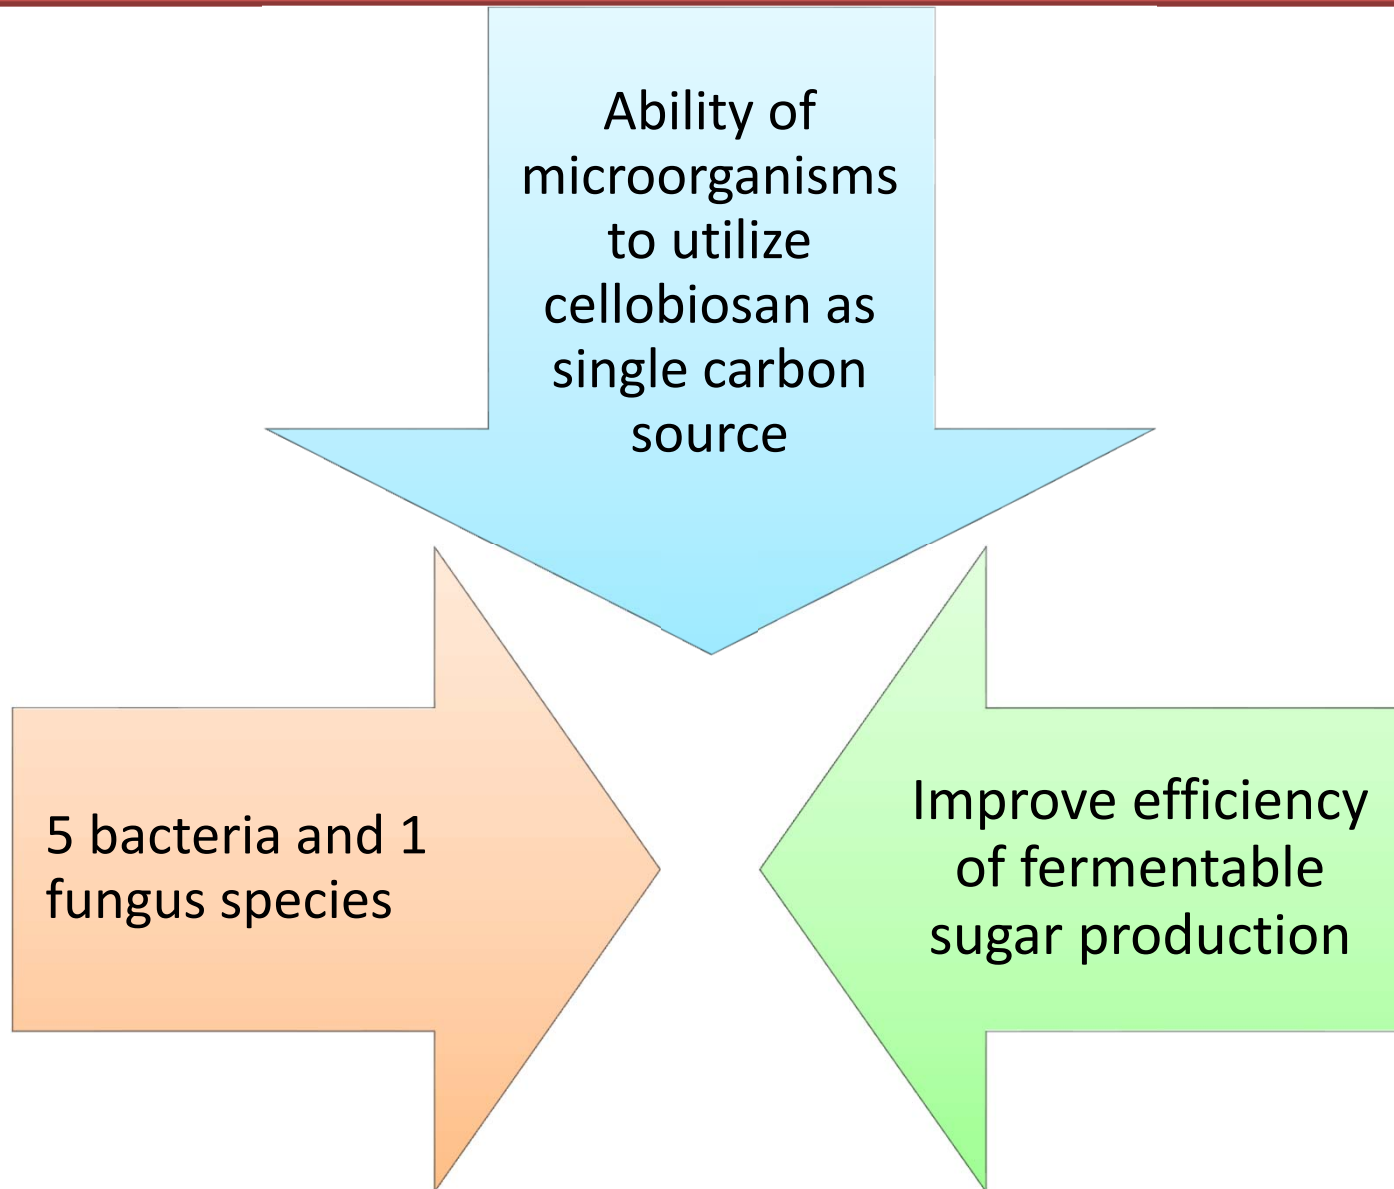 Ability of
microorganisms
to utilize
cellobiosan as
single carbon
source
5 bacteria and 1
fungus species
Improve efficiency
of fermentable
sugar production